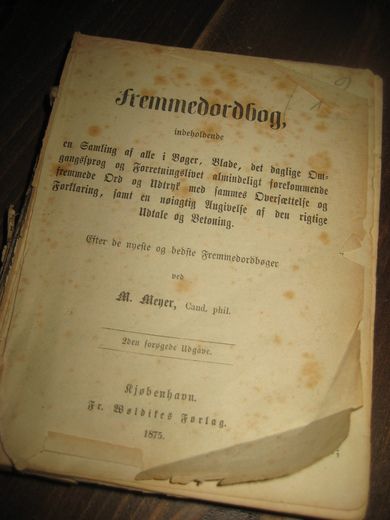 Fremmedordbog,
indeholdende
en Samling af alle i Bøger, Blade, det daglige Om-
gangssprog og Forretningslivet almindeligt forekommende
fremmede Ord og Udtryk med sammes Oversættelse og
Forklaring, samt en nøiagtig Angivelse af den rigtige
Udtale og Betoning.
Efter de nyeste og bedste Fremmedordbøger
ved
M. Meyer, Cand. phil.
2den forøgede Udgave.
Kjøbenhavn.
Fr. Wøldikes Forlag.
1875.